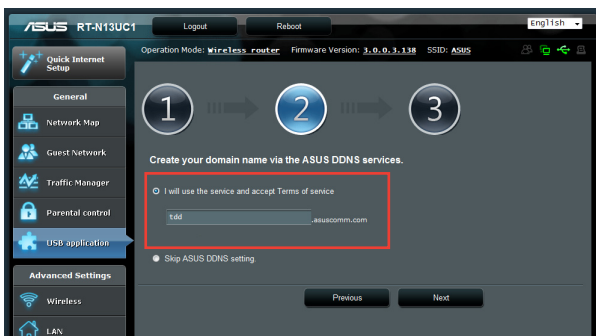 ASUS RT-N13UC1 Logout Reboot English
Operation Mode: Wireless router Firmware Version: 3.0.0.3.138 SSID: ASUS
Quick Internet
Setup
General
Network Map
Guest Network
Traffic Manager
Parental control
USB application
Advanced Settings
Wireless
LAN
1 2 3
Create your domain name via the ASUS DDNS services.
I will use the service and accept Terms of service
tdd .asuscomm.com
Skip ASUS DDNS setting.
Previous Next